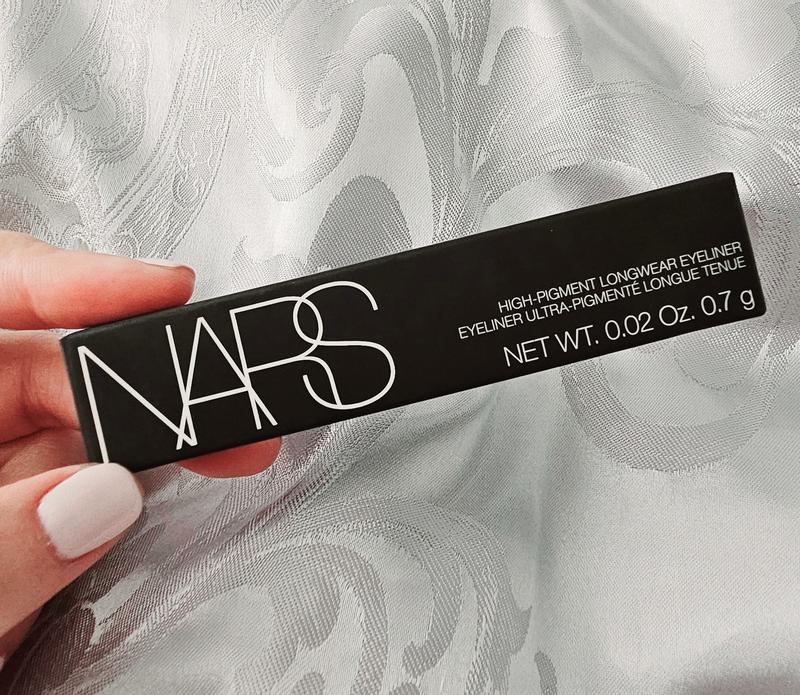 NARS
HIGH-PIGMENT LONGWEAR EYELINER
EYELINER ULTRA-PIGMENTÉ LONGUE TENUE
NET WT. 0.02 Oz. 0.7 g